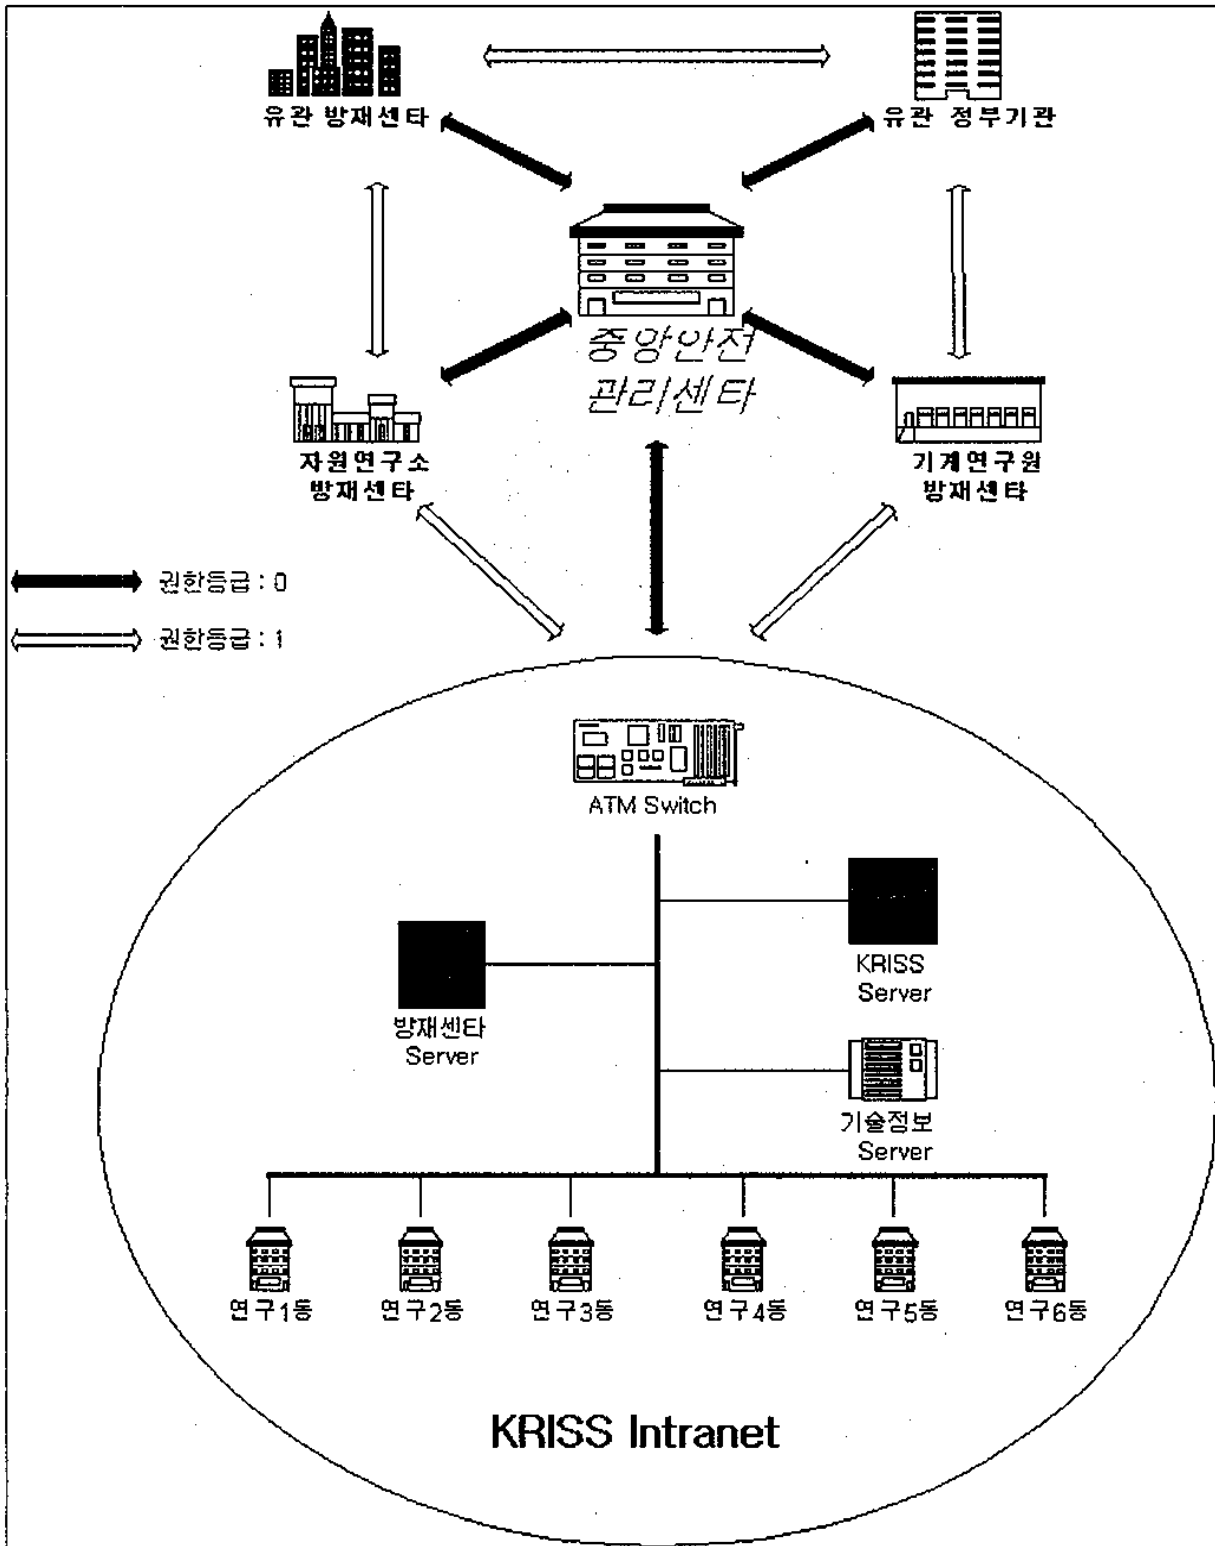 유관 방재센타
유관 정부기관
중앙안전
관리센타
자원연구소
방재센타
기계연구원
방재센타
권한등급 : 0
권한등급 : 1
ATM Switch
KRISS
Server
방재센타
Server
기술정보
Server
연구1동
연구2동
연구3동
연구4동
연구5동
연구6동
KRISS Intranet